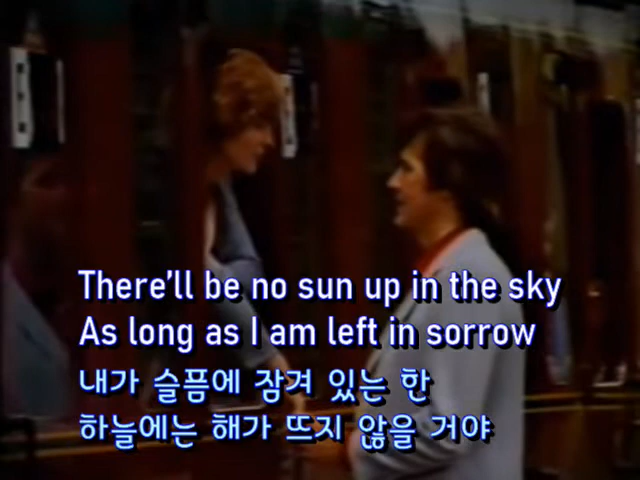 There'll be no sun up in the sky
As long as I am left in sorrow
내가 슬픔에 잠겨 있는 한
하늘에는 해가 뜨지 않을 거야